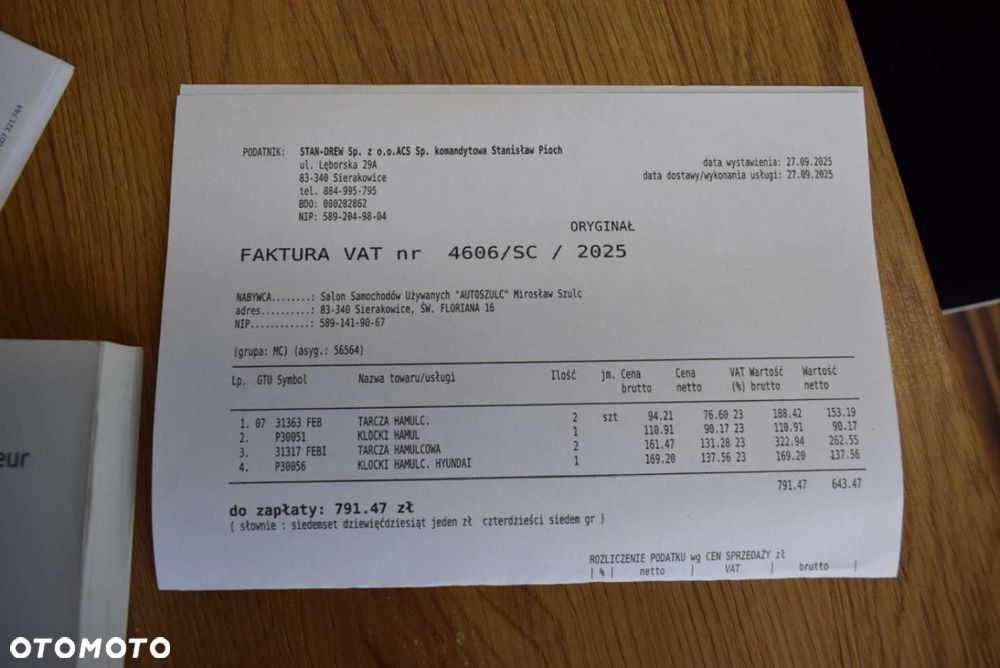 007 321 744
PODATNIK: STAN-DREW Sp. z o.o.ACS Sp. komandytowa Stanisław Pioch
ul. Lęborska 29A
83-340 Sierakowice
tel. 884-995-795
BDO: 000282862
NIP: 589-204-98-04
data wystawienia: 27.09.2025
data dostawy/wykonania usługi: 27.09.2025
ORYGINAŁ
FAKTURA VAT nr 4606/SC / 2025
NABYWCA........: Salon Samochodów Używanych "AUTOSZULC" Mirosław Szulc
adres..........: 83-340 Sierakowice, ŚW. FLORIANA 16
NIP............: 589-141-90-67
(grupa: MC) (asyg.: 56564)
Lp. GTU Symbol Nazwa towaru/usługi Ilość jm. Cena Cena VAT Wartość Wartość
brutto netto (%) brutto netto
1. 07 31363 FEB TARCZA HAMULC. 2 szt 94.21 76.60 23 188.42 153.19
2. P30051 KLOCKI HAMUL 1 110.91 90.17 23 110.91 90.17
3. 31317 FEBI TARCZA HAMULCOWA 2 161.47 131.28 23 322.94 262.55
4. P30056 KLOCKI HAMULC. HYUNDAI 1 169.20 137.56 23 169.20 137.56
791.47 643.47
do zapłaty: 791.47 zł
( słownie : siedemset dziewięćdziesiąt jeden zł czterdzieści siedem gr )
ROZLICZENIE PODATKU wg CEN SPRZEDAŻY zł
| % | netto | VAT | brutto |
eur
OTOMOTO